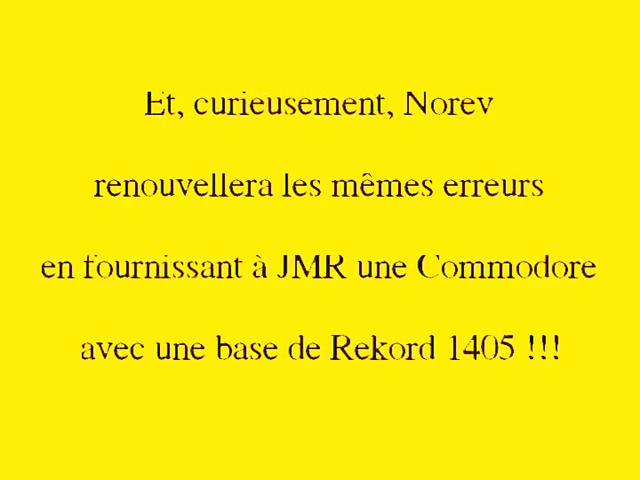 Et, curieusement, Norev
renouvellera les mêmes erreurs
en fournissant à JMR une Commodore
avec une base de Rekord 1405 !!!